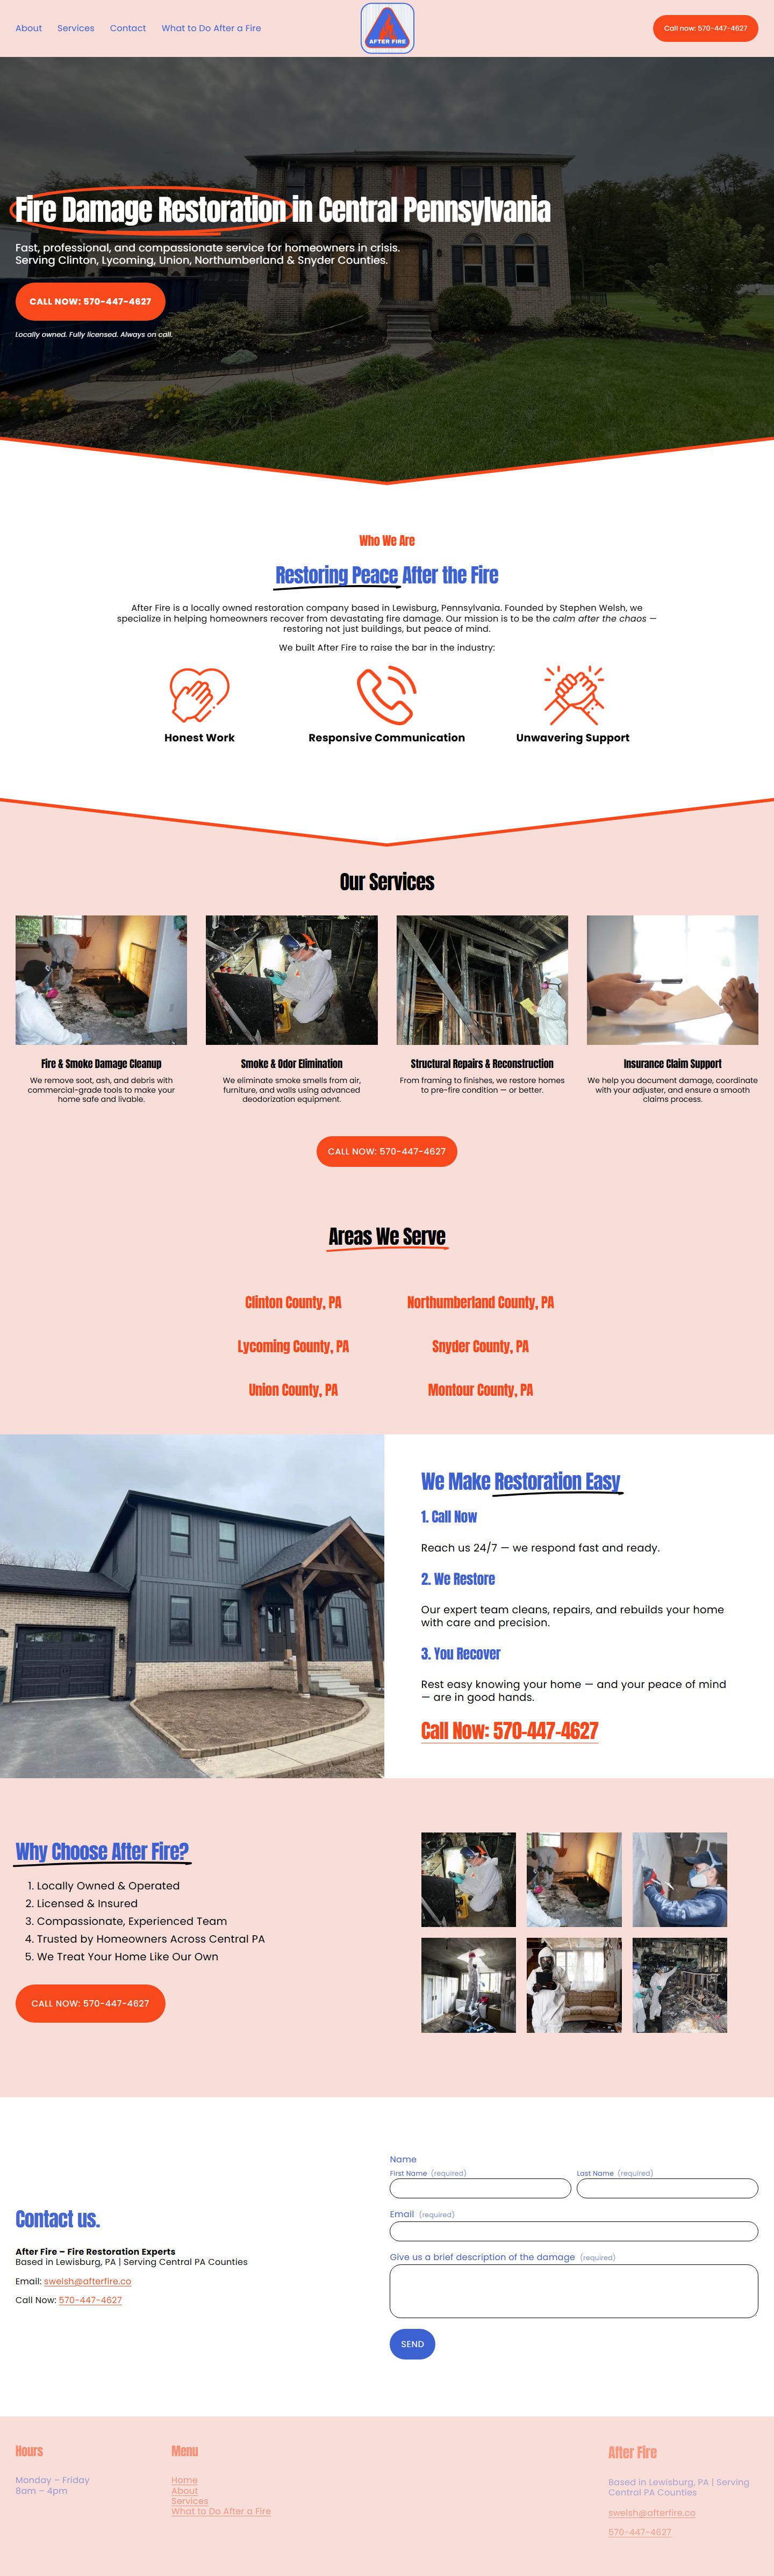 About Services Contact What to Do After a Fire
AFTER FIRE
Call now: 570-447-4627
Fire Damage Restoration in Central Pennsylvania
Fast, professional, and compassionate service for homeowners in crisis.
Serving Clinton, Lycoming, Union, Northumberland & Snyder Counties.
CALL NOW: 570-447-4627
Locally owned. Fully licensed. Always on call.
Who We Are
Restoring Peace After the Fire
After Fire is a locally owned restoration company based in Lewisburg, Pennsylvania. Founded by Stephen Welsh, we
specialize in helping homeowners recover from devastating fire damage. Our mission is to be the calm after the chaos —
restoring not just buildings, but peace of mind.
We built After Fire to raise the bar in the industry:
Honest Work
Responsive Communication
Unwavering Support
Our Services
Fire & Smoke Damage Cleanup
We remove soot, ash, and debris with
commercial-grade tools to make your
home safe and livable.
Smoke & Odor Elimination
We eliminate smoke smells from air,
furniture, and walls using advanced
deodorization equipment.
Structural Repairs & Reconstruction
From framing to finishes, we restore homes
to pre-fire condition — or better.
Insurance Claim Support
We help you document damage, coordinate
with your adjuster, and ensure a smooth
claims process.
CALL NOW: 570-447-4627
Areas We Serve
Clinton County, PA
Northumberland County, PA
Lycoming County, PA
Snyder County, PA
Union County, PA
Montour County, PA
We Make Restoration Easy
1. Call Now
Reach us 24/7 — we respond fast and ready.
2. We Restore
Our expert team cleans, repairs, and rebuilds your home
with care and precision.
3. You Recover
Rest easy knowing your home — and your peace of mind
— are in good hands.
Call Now: 570-447-4627
Why Choose After Fire?
1. Locally Owned & Operated
2. Licensed & Insured
3. Compassionate, Experienced Team
4. Trusted by Homeowners Across Central PA
5. We Treat Your Home Like Our Own
CALL NOW: 570-447-4627
Contact us.
After Fire – Fire Restoration Experts
Based in Lewisburg, PA | Serving Central PA Counties
Email: swelsh@afterfire.co
Call Now: 570-447-4627
Name
First Name (required)
Last Name (required)
Email (required)
Give us a brief description of the damage (required)
SEND
Hours
Monday – Friday
8am – 4pm
Menu
Home
About
Services
What to Do After a Fire
After Fire
Based in Lewisburg, PA | Serving
Central PA Counties
swelsh@afterfire.co
570-447-4627